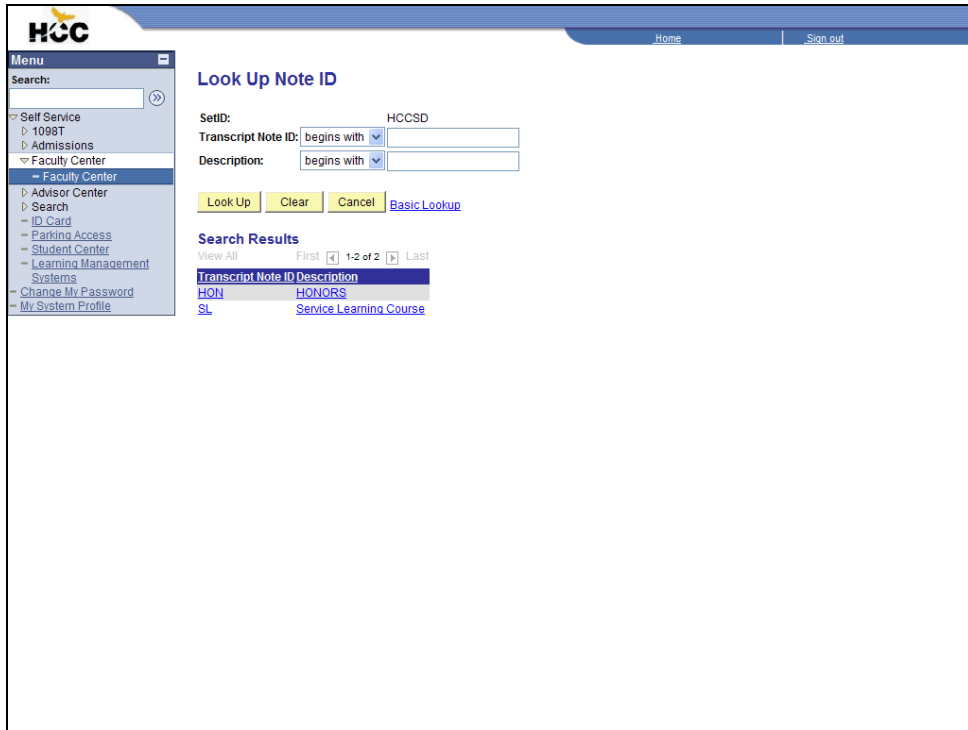 HCC
Home Sign out
Menu
Search:
Self Service
1098T
Admissions
Faculty Center
Faculty Center
Advisor Center
Search
ID Card
Parking Access
Student Center
Learning Management
Systems
Change My Password
My System Profile
Look Up Note ID
SetID: HCCSD
Transcript Note ID: begins with
Description: begins with
Look Up Clear Cancel Basic Lookup
Search Results
View All First 1-2 of 2 Last
Transcript Note ID Description
HON HONORS
SL Service Learning Course